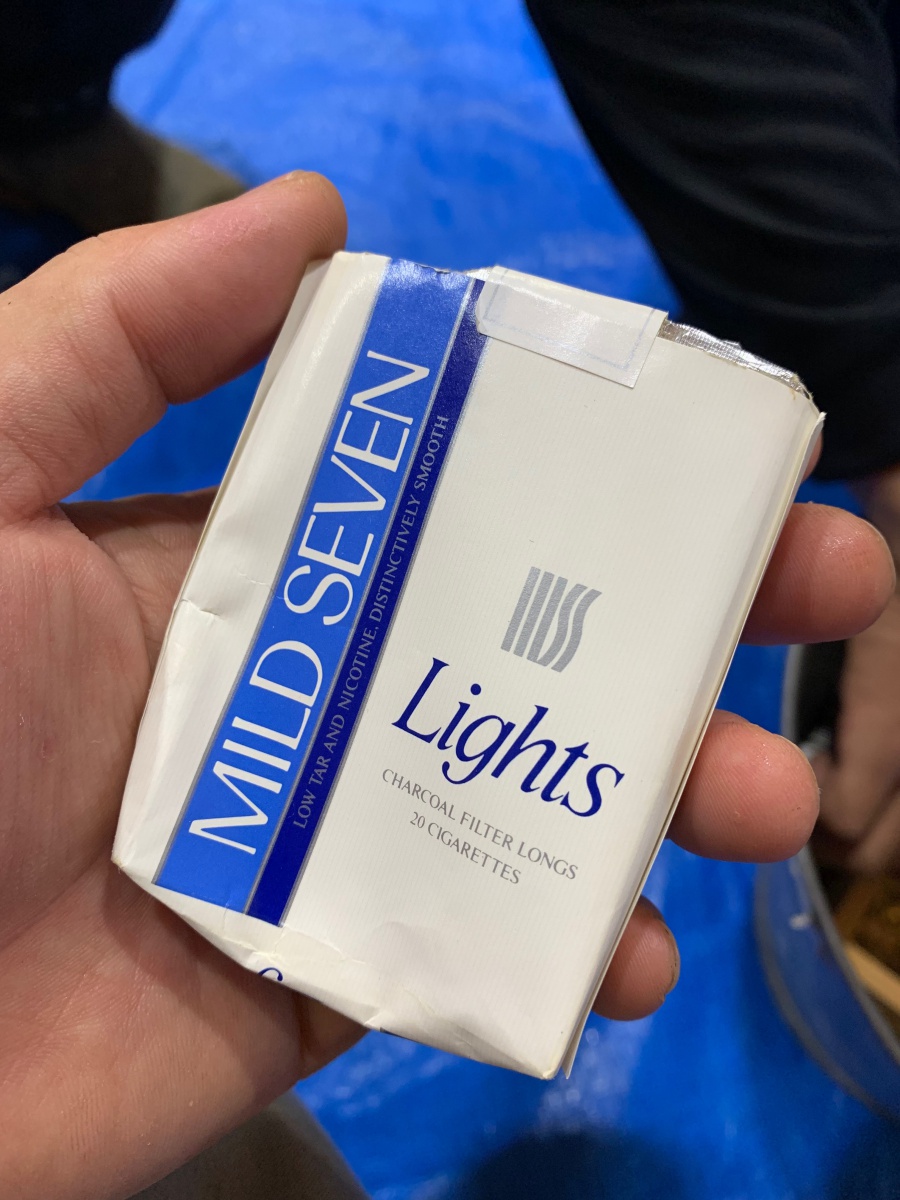 MILD SEVEN
LOW TAR AND NICOTINE, DISTINCTIVELY SMOOTH
Lights
CHARCOAL FILTER LONGS
20 CIGARETTES